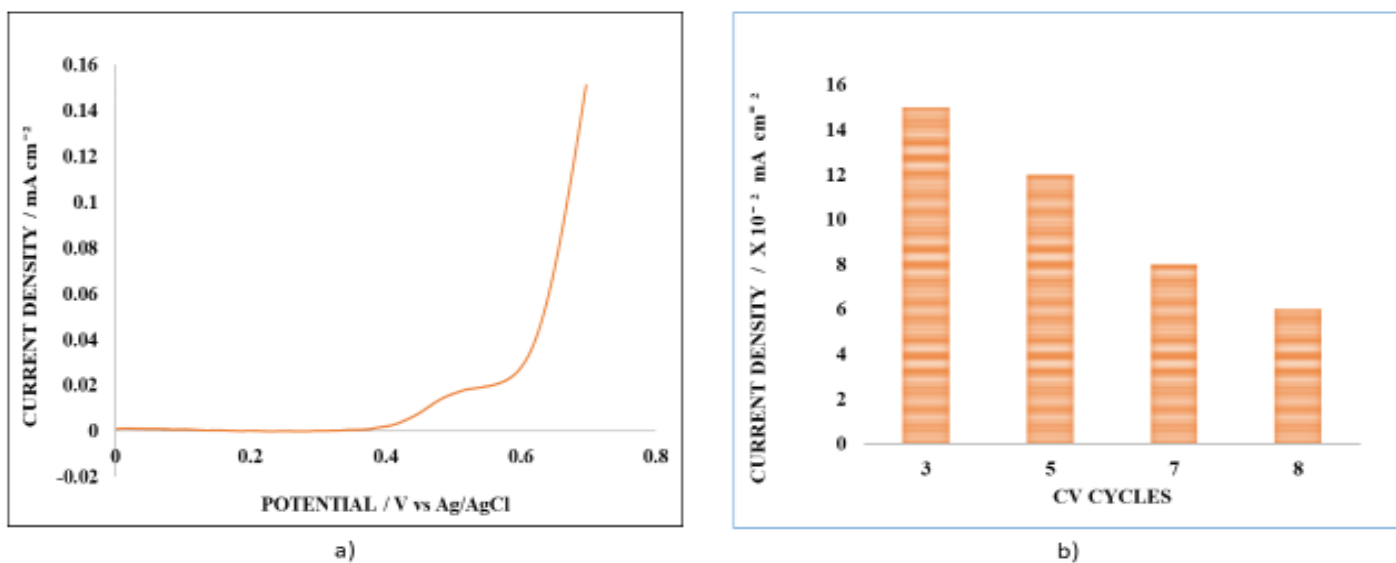 0.16
0.14
0.12
0.1
0.08
0.06
0.04
0.02
0
-0.02
0 0.2 0.4 0.6 0.8
CURRENT DENSITY / mA cm⁻²
POTENTIAL / V vs Ag/AgCl
a)
16
14
12
10
8
6
4
2
0
3 5 7 8
CURRENT DENSITY / X 10⁻² mA cm⁻²
CV CYCLES
b)